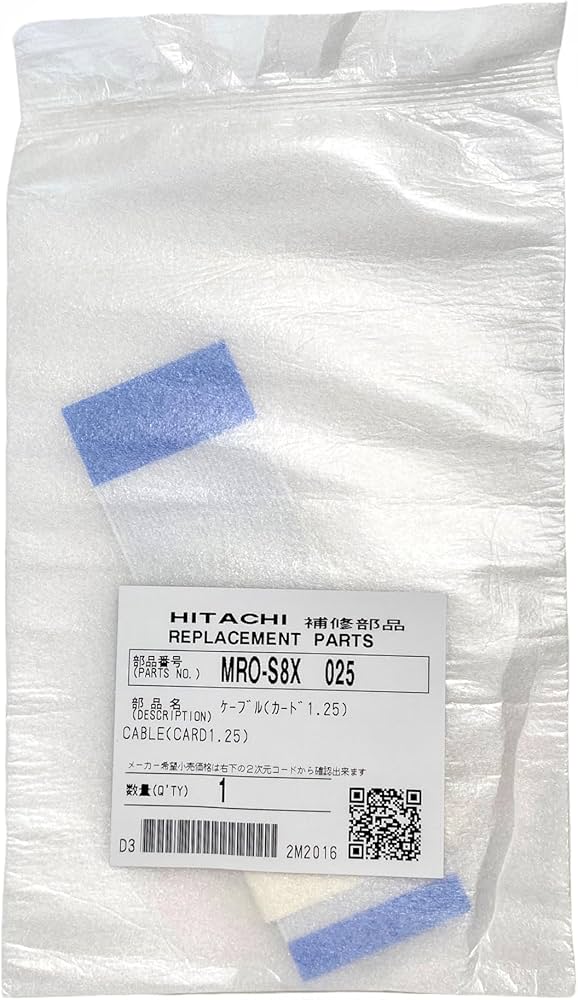 HITACHI 補修部品
REPLACEMENT PARTS
部品番号
(PARTS NO.) MRO-S8X 025
部品名
(DESCRIPTION) ケーブル(カード1.25)
CABLE(CARD1.25)
メーカー希望小売価格は右下の2次元コードから確認出来ます
数量(Q'TY) 1
D3 2M2016